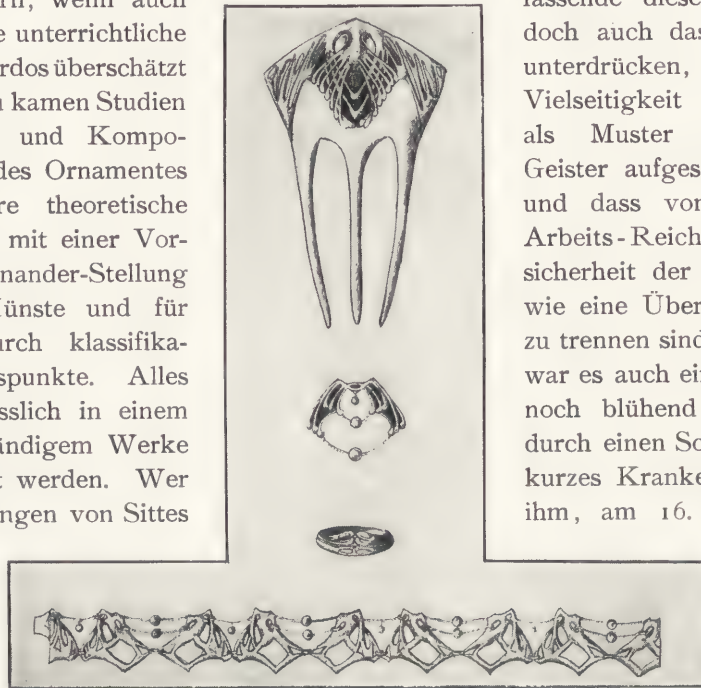 rn, wenn auch
e unterrichtliche
rdos überschätzt
u kamen Studien
und Kompo-
des Ornamentes
re theoretische
mit einer Vor-
nander-Stellung
ünste und für
urch klassifika-
spunkte. Alles
sslich in einem
ändigem Werke
t werden. Wer
ngen von Sittes
fassende diese
doch auch das
unterdrücken,
Vielseitigkeit
als Muster
Geister aufges
und dass vor
Arbeits-Reich
sicherheit der
wie eine Über
zu trennen sind
war es auch ei
noch blühend
durch einen Sc
kurzes Kranke
ihm, am 16.